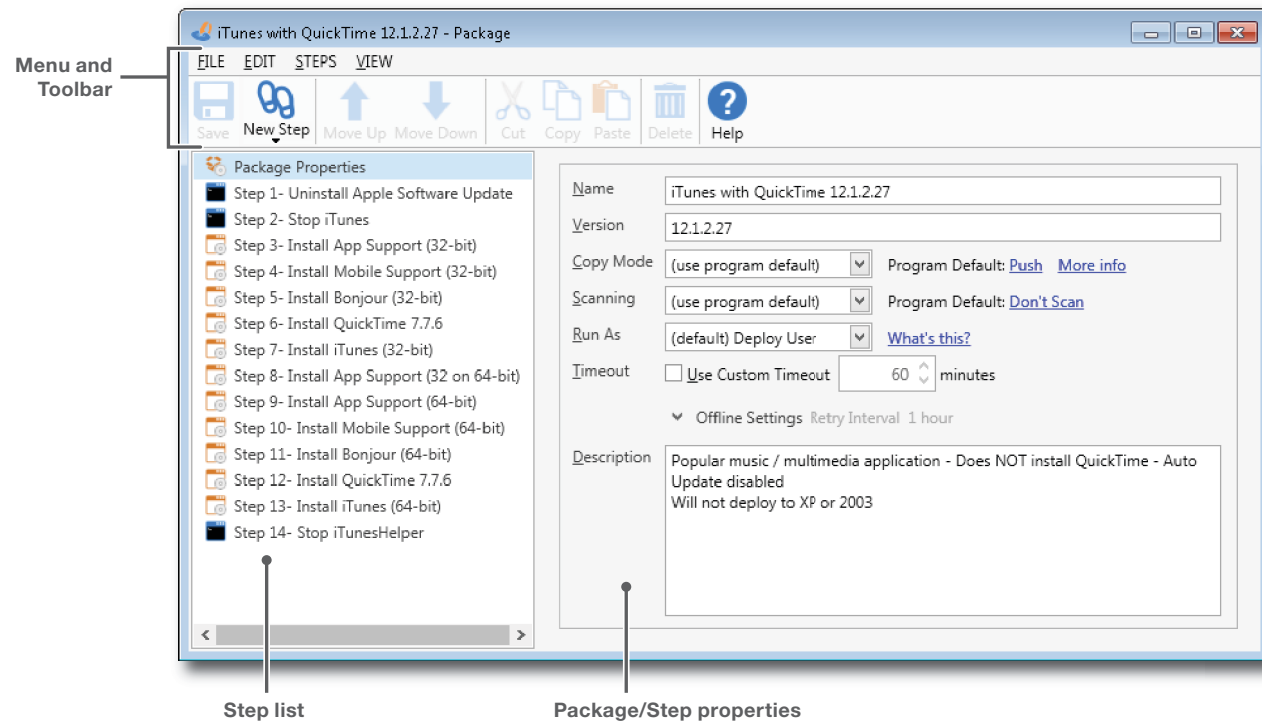 iTunes with QuickTime 12.1.2.27 - Package
Menu and
Toolbar
FILE EDIT STEPS VIEW
Save New Step Move Up Move Down Cut Copy Paste Delete Help
Package Properties
Step 1- Uninstall Apple Software Update
Step 2- Stop iTunes
Step 3- Install App Support (32-bit)
Step 4- Install Mobile Support (32-bit)
Step 5- Install Bonjour (32-bit)
Step 6- Install QuickTime 7.7.6
Step 7- Install iTunes (32-bit)
Step 8- Install App Support (32 on 64-bit)
Step 9- Install App Support (64-bit)
Step 10- Install Mobile Support (64-bit)
Step 11- Install Bonjour (64-bit)
Step 12- Install QuickTime 7.7.6
Step 13- Install iTunes (64-bit)
Step 14- Stop iTunesHelper
Name iTunes with QuickTime 12.1.2.27
Version 12.1.2.27
Copy Mode (use program default) Program Default: Push More info
Scanning (use program default) Program Default: Don't Scan
Run As (default) Deploy User What's this?
Timeout Use Custom Timeout 60 minutes
Offline Settings Retry Interval 1 hour
Description Popular music / multimedia application - Does NOT install QuickTime - Auto
Update disabled
Will not deploy to XP or 2003
Step list
Package/Step properties